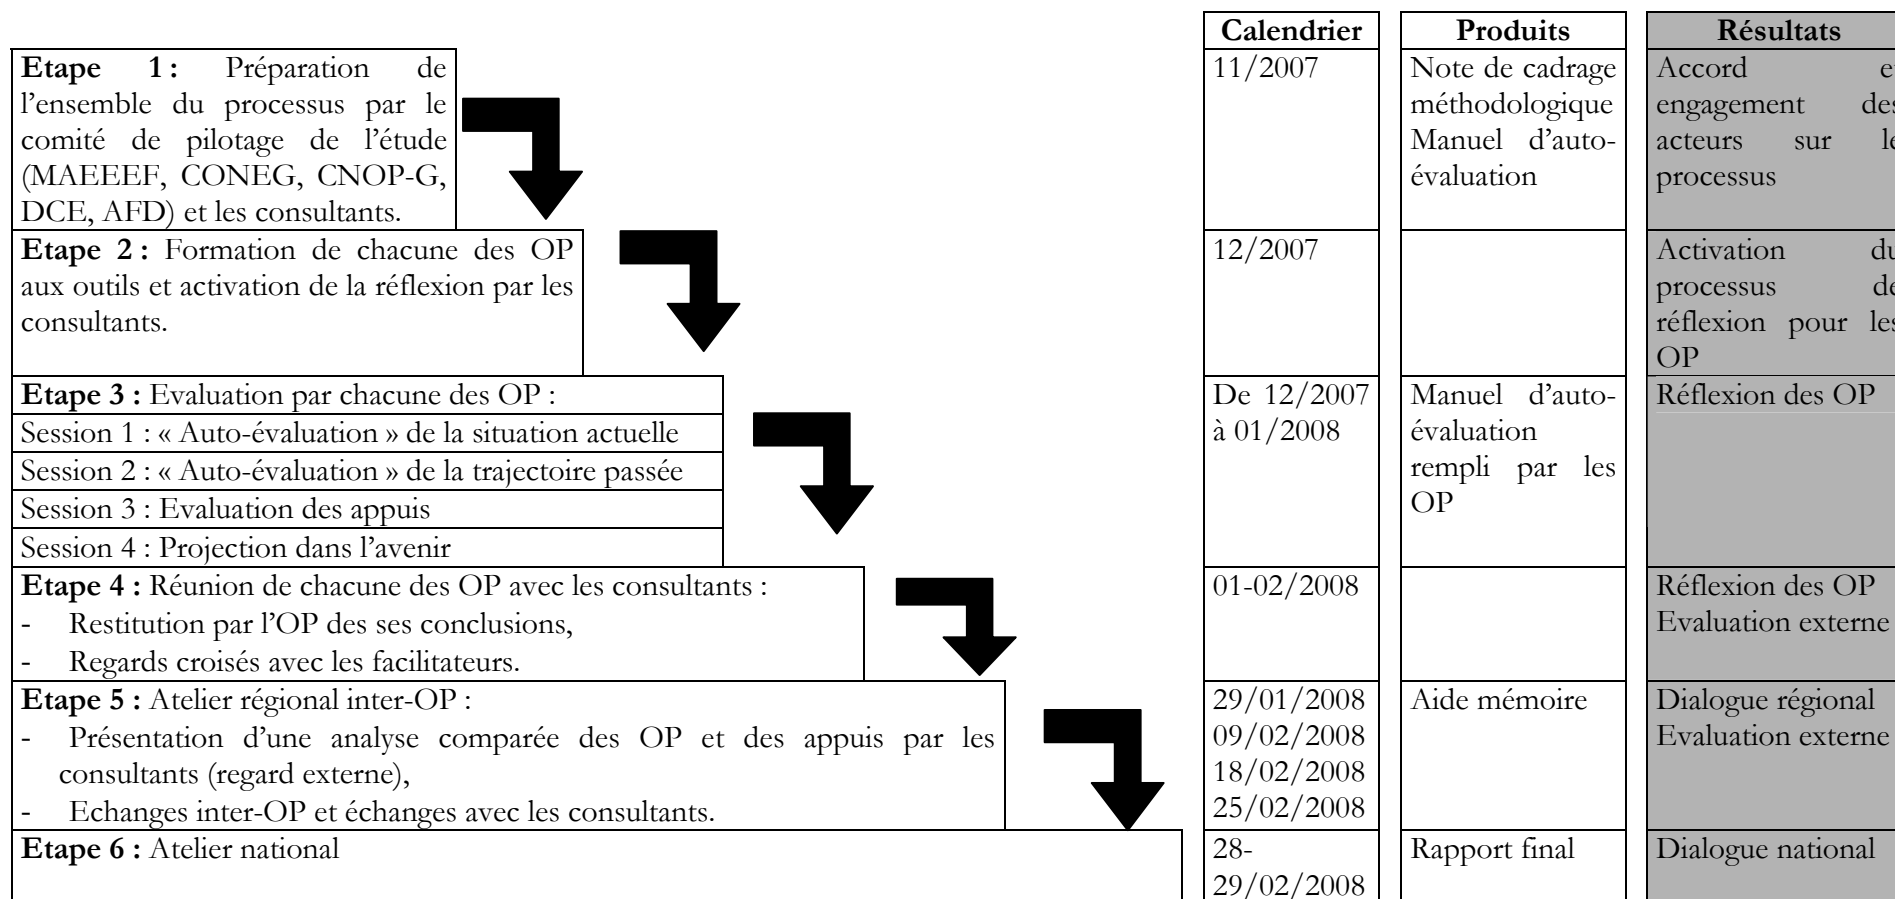 Calendrier
Produits
Résultats
Etape 1 : Préparation de
l'ensemble du processus par le
comité de pilotage de l'étude
(MAEEEF, CONEG, CNOP-G,
DCE, AFD) et les consultants.
11/2007
Note de cadrage
méthodologique
Manuel d'auto-
évaluation
Accord
engagement
acteurs sur
processus
Etape 2 : Formation de chacune des OP
aux outils et activation de la réflexion par les
consultants.
12/2007
Activation
processus
réflexion pour les
OP
Etape 3 : Evaluation par chacune des OP :
Session 1 : « Auto-évaluation » de la situation actuelle
Session 2 : « Auto-évaluation » de la trajectoire passée
Session 3 : Evaluation des appuis
Session 4 : Projection dans l'avenir
De 12/2007
à 01/2008
Manuel d'auto-
évaluation
rempli par les
OP
Réflexion des OP
Etape 4 : Réunion de chacune des OP avec les consultants :
- Restitution par l'OP des ses conclusions,
- Regards croisés avec les facilitateurs.
01-02/2008
Réflexion des OP
Evaluation externe
Etape 5 : Atelier régional inter-OP :
- Présentation d'une analyse comparée des OP et des appuis par les
consultants (regard externe),
- Echanges inter-OP et échanges avec les consultants.
29/01/2008
09/02/2008
18/02/2008
25/02/2008
Aide mémoire
Dialogue régional
Evaluation externe
Etape 6 : Atelier national
28-
29/02/2008
Rapport final
Dialogue national